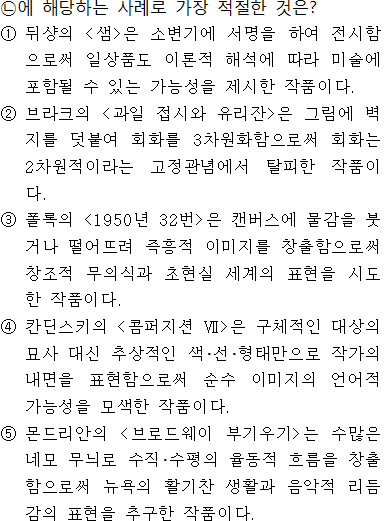 ㉡에 해당하는 사례로 가장 적절한 것은?
① 뒤샹의 <샘>은 소변기에 서명을 하여 전시함
으로써 일상품도 이론적 해석에 따라 미술에
포함될 수 있는 가능성을 제시한 작품이다.
② 브라크의 <과일 접시와 유리잔>은 그림에 벽
지를 덧붙여 회화를 3차원화함으로써 회화는
2차원적이라는 고정관념에서 탈피한 작품이
다.
③ 폴록의 <1950년 32번>은 캔버스에 물감을 붓
거나 떨어뜨려 즉흥적 이미지를 창출함으로써
창조적 무의식과 초현실 세계의 표현을 시도
한 작품이다.
④ 칸딘스키의 <콤퍼지션 Ⅶ>은 구체적인 대상의
묘사 대신 추상적인 색·선·형태만으로 작가의
내면을 표현함으로써 순수 이미지의 언어적
가능성을 모색한 작품이다.
⑤ 몬드리안의 <브로드웨이 부기우기>는 수많은
네모 무늬로 수직·수평의 율동적 흐름을 창출
함으로써 뉴욕의 활기찬 생활과 음악적 리듬
감의 표현을 추구한 작품이다.